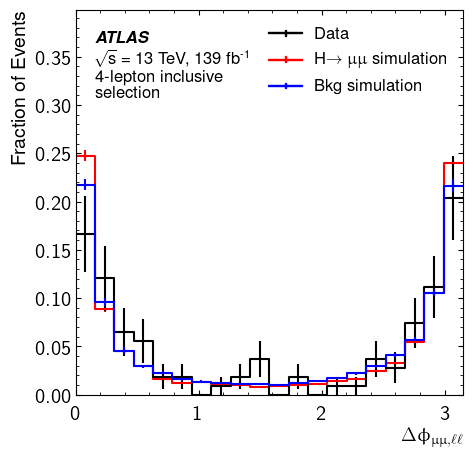 Fraction of Events
ATLAS
√s = 13 TeV, 139 fb⁻¹
4-lepton inclusive
selection
Data
H→ μμ simulation
Bkg simulation
0.35
0.30
0.25
0.20
0.15
0.10
0.05
0.00
0 1 2 3
Δϕμμ,ℓℓ